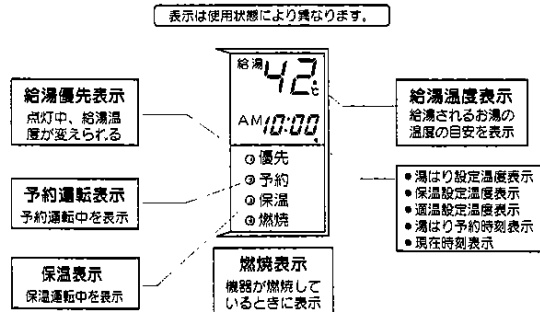 表示は使用状態により異なります。
給湯優先表示
点灯中、給湯温
度が変えられる
予約運転表示
予約運転中を表示
保温表示
保温運転中を表示
給湯 42℃
AM 10:00
優先
予約
保温
燃焼
燃焼表示
機器が燃焼して
いるときに表示
給湯温度表示
給湯されるお湯の
温度の目安を表示
●湯はり設定温度表示
●保温設定温度表示
●適温設定温度表示
●湯はり予約時刻表示
●現在時刻表示